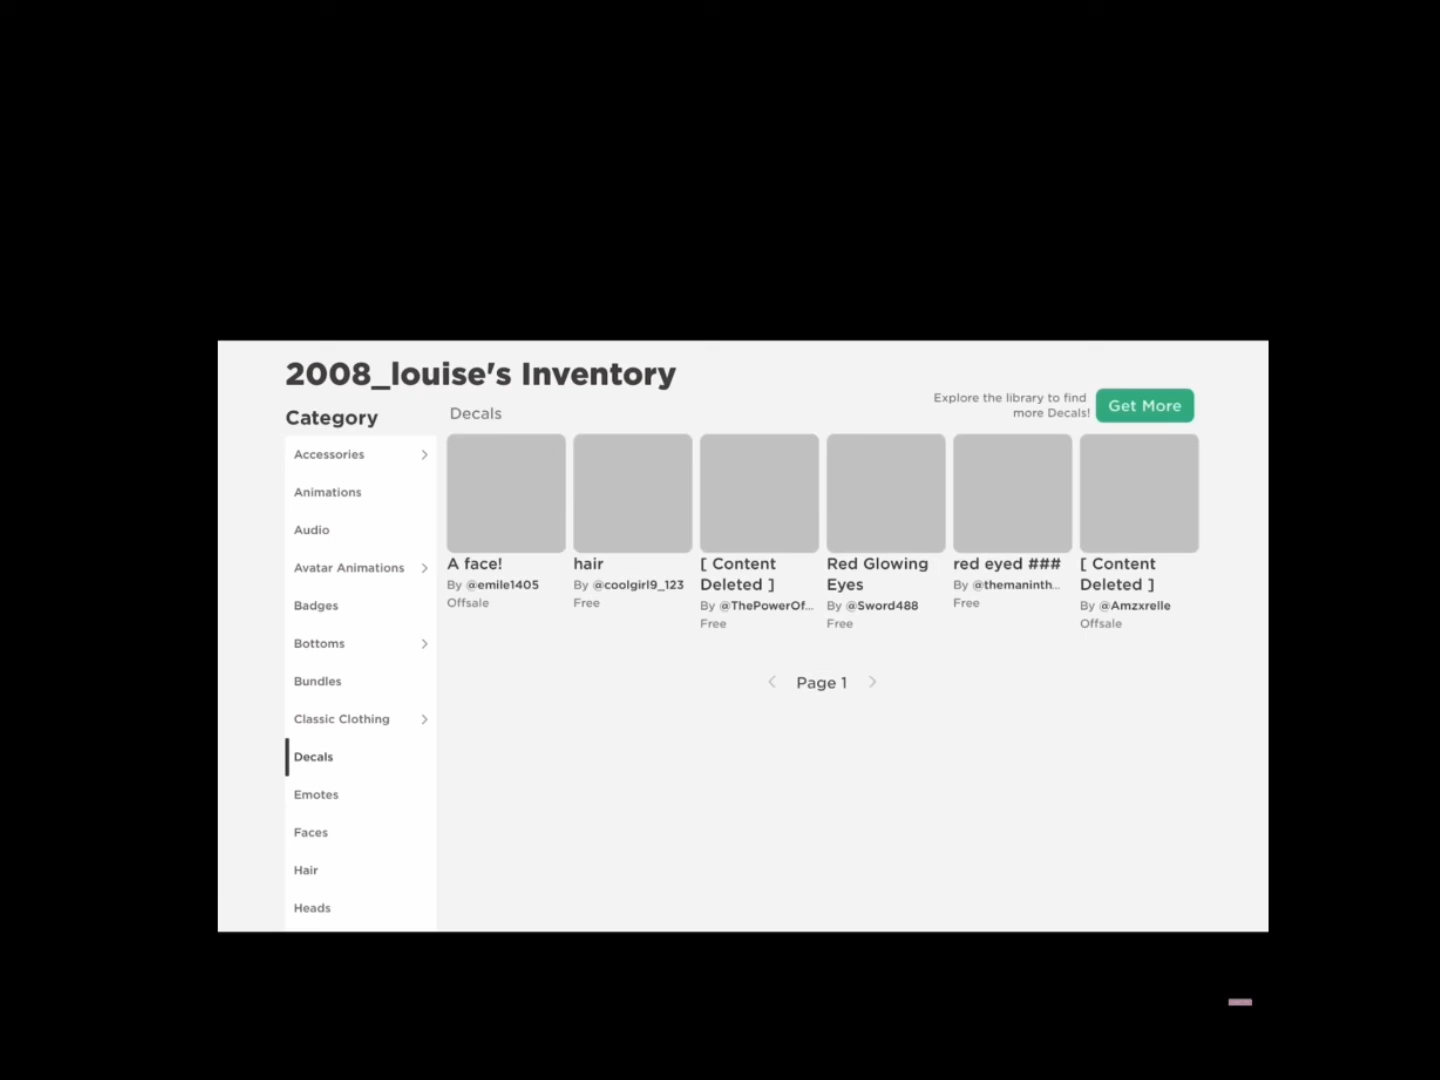 2008_louise's Inventory
Category
Accessories
Animations
Audio
Avatar Animations
Badges
Bottoms
Bundles
Classic Clothing
Decals
Emotes
Faces
Hair
Heads
Decals
Explore the library to find
more Decals!
Get More
A face!
By @emile1405
Offsale
hair
By @coolgirl9_123
Free
[ Content
Deleted ]
By @ThePowerOf...
Free
Red Glowing
Eyes
By @Sword488
Free
red eyed ###
By @themaninth...
Free
[ Content
Deleted ]
By @Amzxrelle
Offsale
Page 1